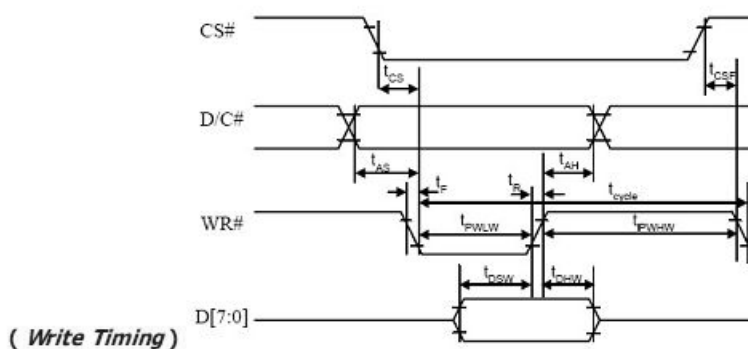 CS#
tCS
tCSF
D/C#
tAS
tF
tR
tAH
tcycle
WR#
tPWLW
tPWHW
tDSW
tDHW
D[7:0]
( Write Timing )